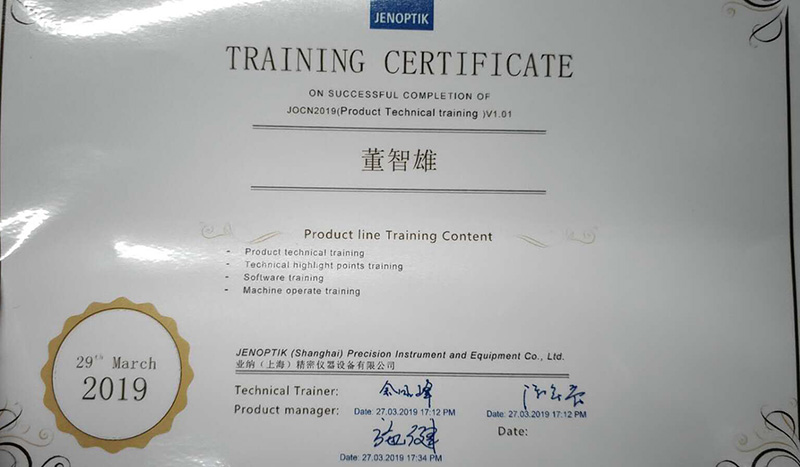 JENOPTIK
TRAINING CERTIFICATE
ON SUCCESSFUL COMPLETION OF
JOCN2019(Product Technical training )V1.01
董智雄
Product line Training Content
- Product technical training
- Technical highlight points training
- Software training
- Machine operate training
29th March
2019
JENOPTIK (Shanghai) Precision Instrument and Equipment Co., Ltd.
业纳（上海）精密仪器设备有限公司
Technical Trainer:
Product manager:
Date: 27.03.2019 17:12 PM
Date: 27.03.2019 17:12 PM
Date:
Date: 27.03.2019 17:34 PM